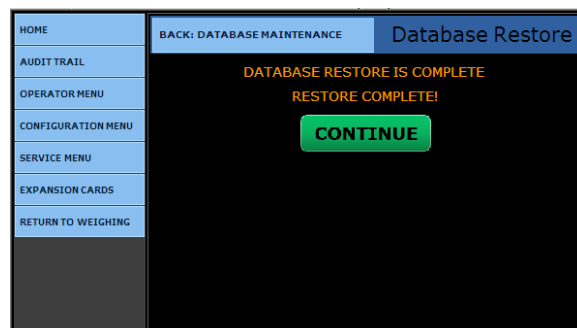 HOME
AUDIT TRAIL
OPERATOR MENU
CONFIGURATION MENU
SERVICE MENU
EXPANSION CARDS
RETURN TO WEIGHING
BACK: DATABASE MAINTENANCE
Database Restore
DATABASE RESTORE IS COMPLETE
RESTORE COMPLETE!
CONTINUE